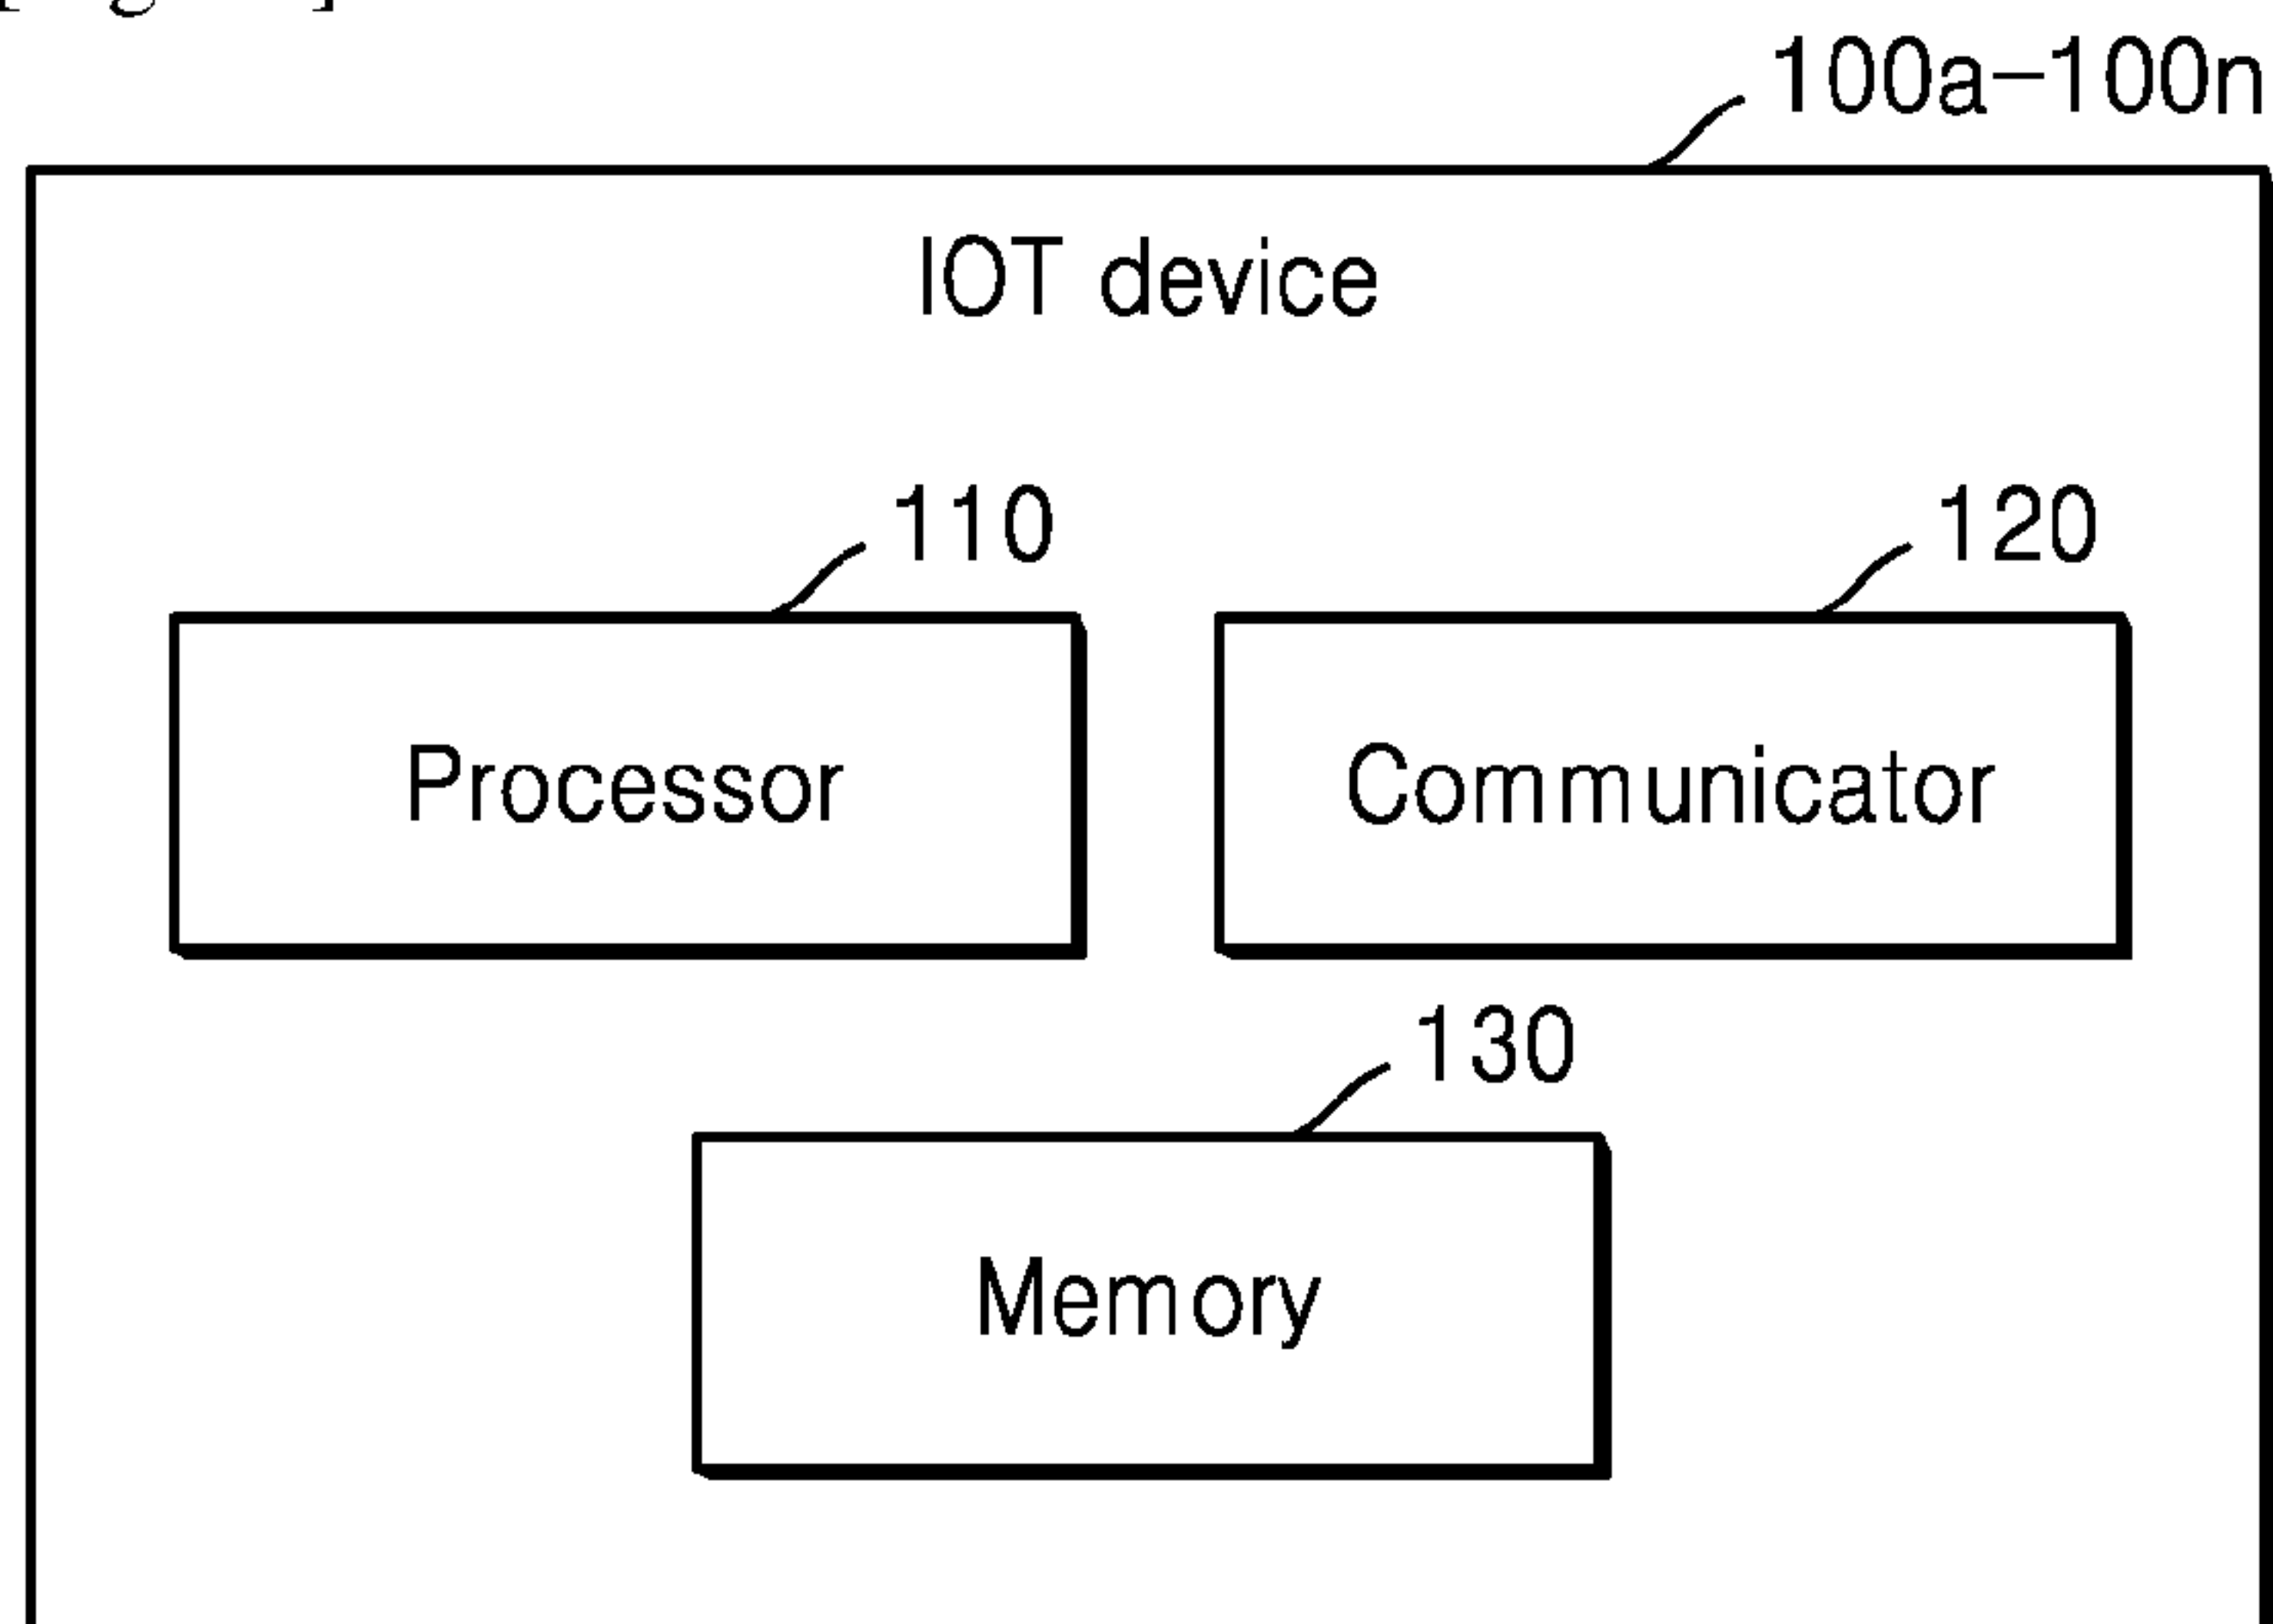 100a-100n
IOT device
110
120
Processor
Communicator
130
Memory